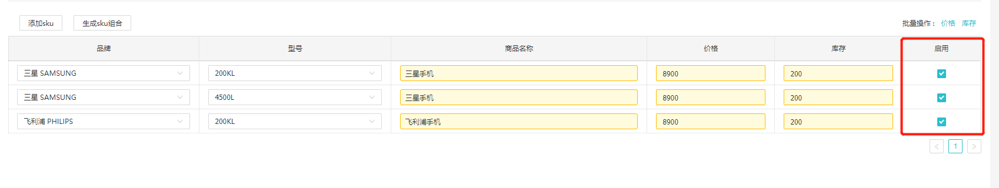 添加sku 生成sku组合 批量操作： 价格 库存
品牌 型号 商品名称 价格 库存 启用
三星 SAMSUNG 200KL 三星手机 8900 200
三星 SAMSUNG 4500L 三星手机 8900 200
飞利浦 PHILIPS 200KL 飞利浦手机 8900 200
1